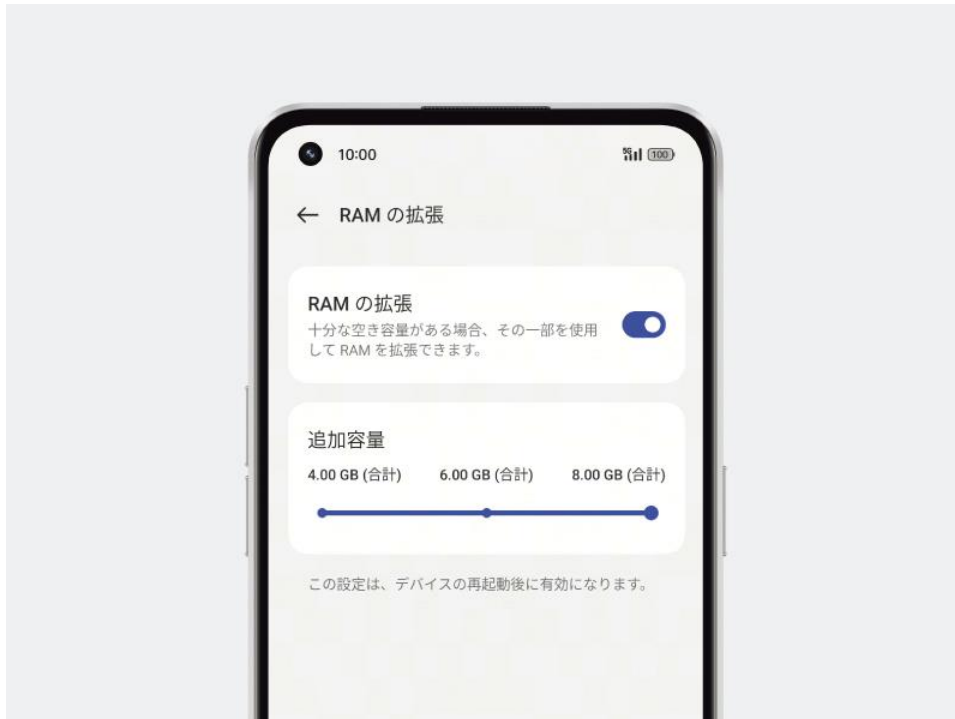 10:00
5G
100
RAM の拡張
RAM の拡張
十分な空き容量がある場合、その一部を使用
して RAM を拡張できます。
追加容量
4.00 GB (合計) 6.00 GB (合計) 8.00 GB (合計)
この設定は、デバイスの再起動後に有効になります。